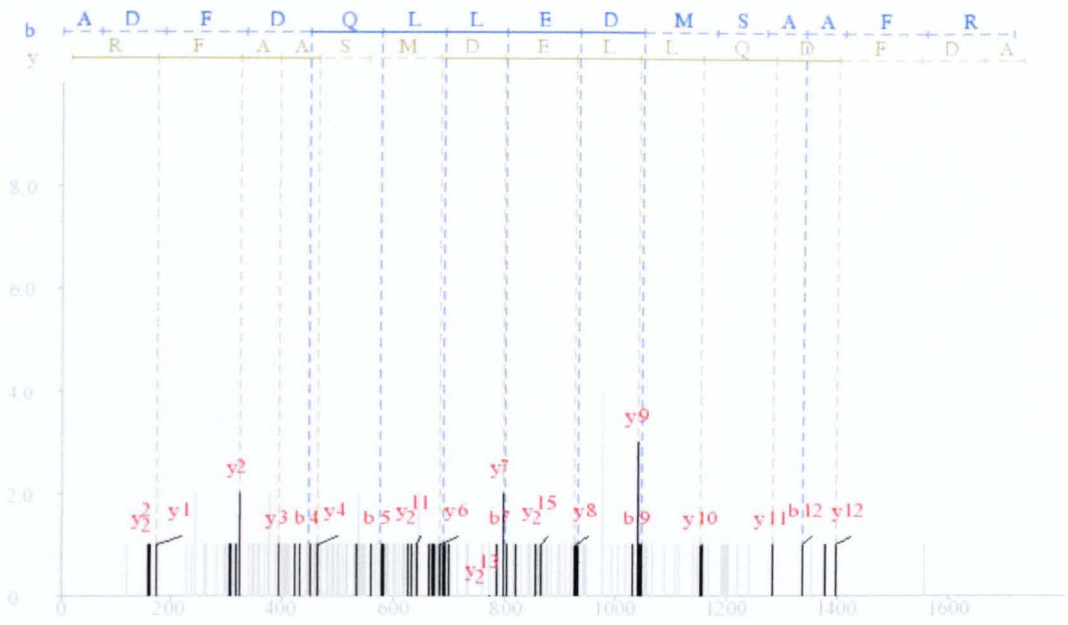 b A D F D Q L L E D M S A A F R
y R F A A S M D E L L Q D F D A
8.0
6.0
4.0
y9
y2 y7
2.0
y2 2 y1 y3 b4 y4 b5 y2 11 y6 b7 y2 15 y8 b9 y10 y11 b12 y12
y2 13
0
0 200 400 600 800 1000 1200 1400 1600